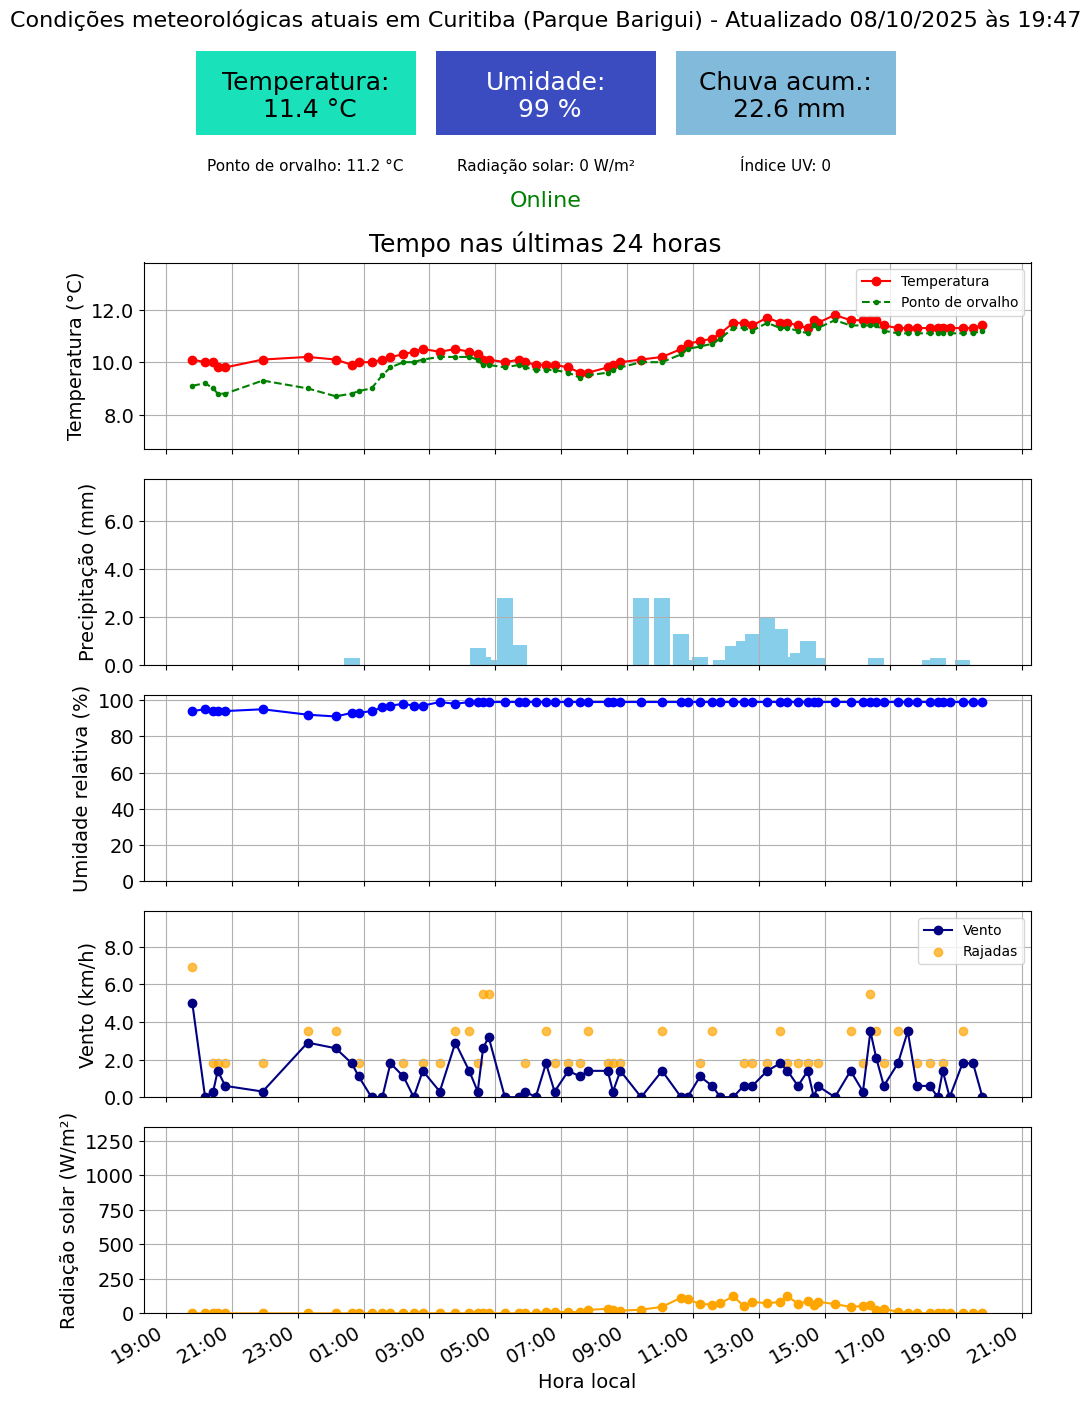 Condições meteorológicas atuais em Curitiba (Parque Barigui) - Atualizado 08/10/2025 às 19:47
Temperatura:
11.4 °C
Umidade:
99 %
Chuva acum.:
22.6 mm
Ponto de orvalho: 11.2 °C
Radiação solar: 0 W/m²
Índice UV: 0
Online
Tempo nas últimas 24 horas
Temperatura (°C)
12.0
10.0
8.0
Temperatura
Ponto de orvalho
Precipitação (mm)
6.0
4.0
2.0
0.0
Umidade relativa (%)
100
80
60
40
20
0
Vento (km/h)
8.0
6.0
4.0
2.0
0.0
Vento
Rajadas
Radiação solar (W/m²)
1250
1000
750
500
250
0
19:00
21:00
23:00
01:00
03:00
05:00
07:00
09:00
11:00
13:00
15:00
17:00
19:00
21:00
Hora local